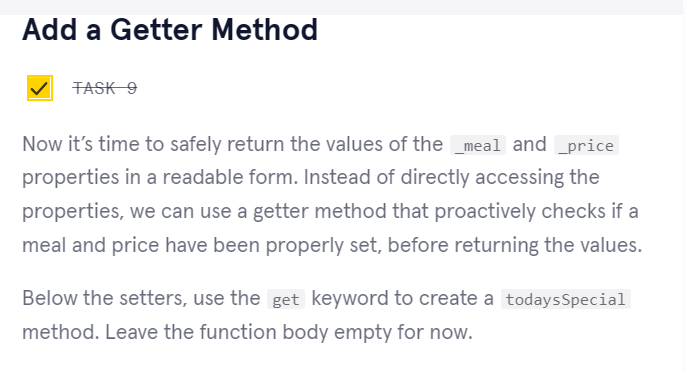 Add a Getter Method
TASK 9
Now it’s time to safely return the values of the _meal and _price
properties in a readable form. Instead of directly accessing the
properties, we can use a getter method that proactively checks if a
meal and price have been properly set, before returning the values.
Below the setters, use the get keyword to create a todaysSpecial
method. Leave the function body empty for now.